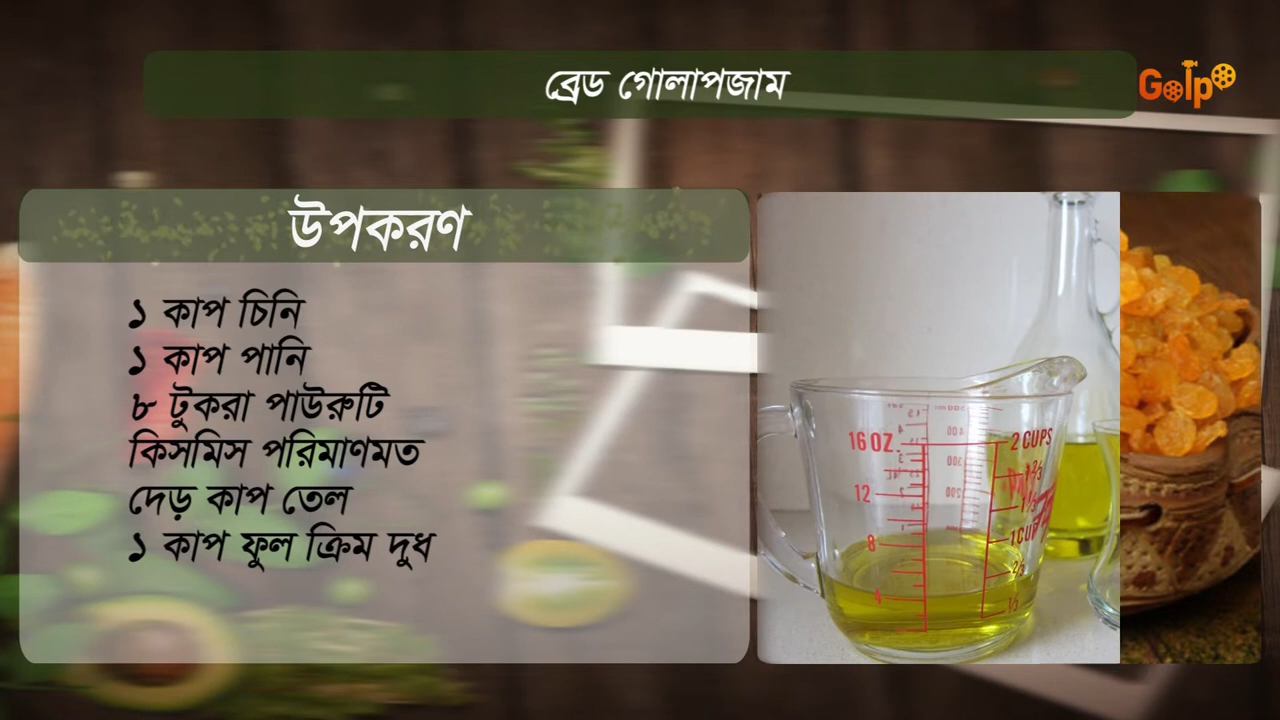 ব্রেড গোলাপজাম
Golp
উপকরণ
১ কাপ চিনি
১ কাপ পানি
৮ টুকরা পাউরুটি
কিসমিস পরিমাণমত
দেড় কাপ তেল
১ কাপ ফুল ক্রিম দুধ
16 OZ.
2 CUPS
12
8
1 CUP
4